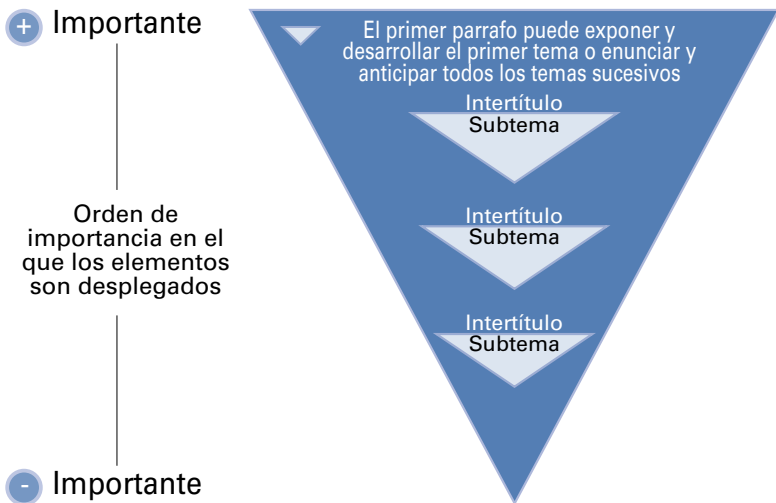 + Importante
El primer parrafo puede exponer y
desarrollar el primer tema o enunciar y
anticipar todos los temas sucesivos
Intertítulo
Subtema
Orden de
importancia en el
que los elementos
son desplegados
Intertítulo
Subtema
Intertítulo
Subtema
- Importante